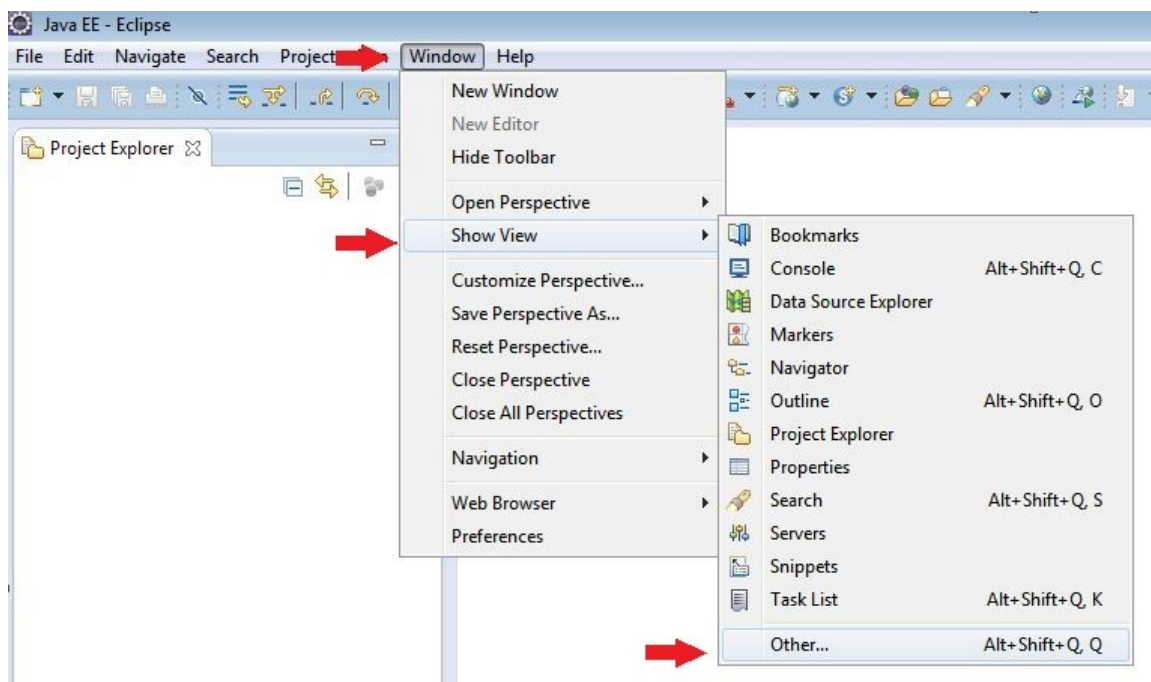 Java EE - Eclipse
File Edit Navigate Search Project Window Help
Project Explorer
New Window
New Editor
Hide Toolbar
Open Perspective
Show View
Customize Perspective...
Save Perspective As...
Reset Perspective...
Close Perspective
Close All Perspectives
Navigation
Web Browser
Preferences
Bookmarks
Console Alt+Shift+Q, C
Data Source Explorer
Markers
Navigator
Outline Alt+Shift+Q, O
Project Explorer
Properties
Search Alt+Shift+Q, S
Servers
Snippets
Task List Alt+Shift+Q, K
Other... Alt+Shift+Q, Q